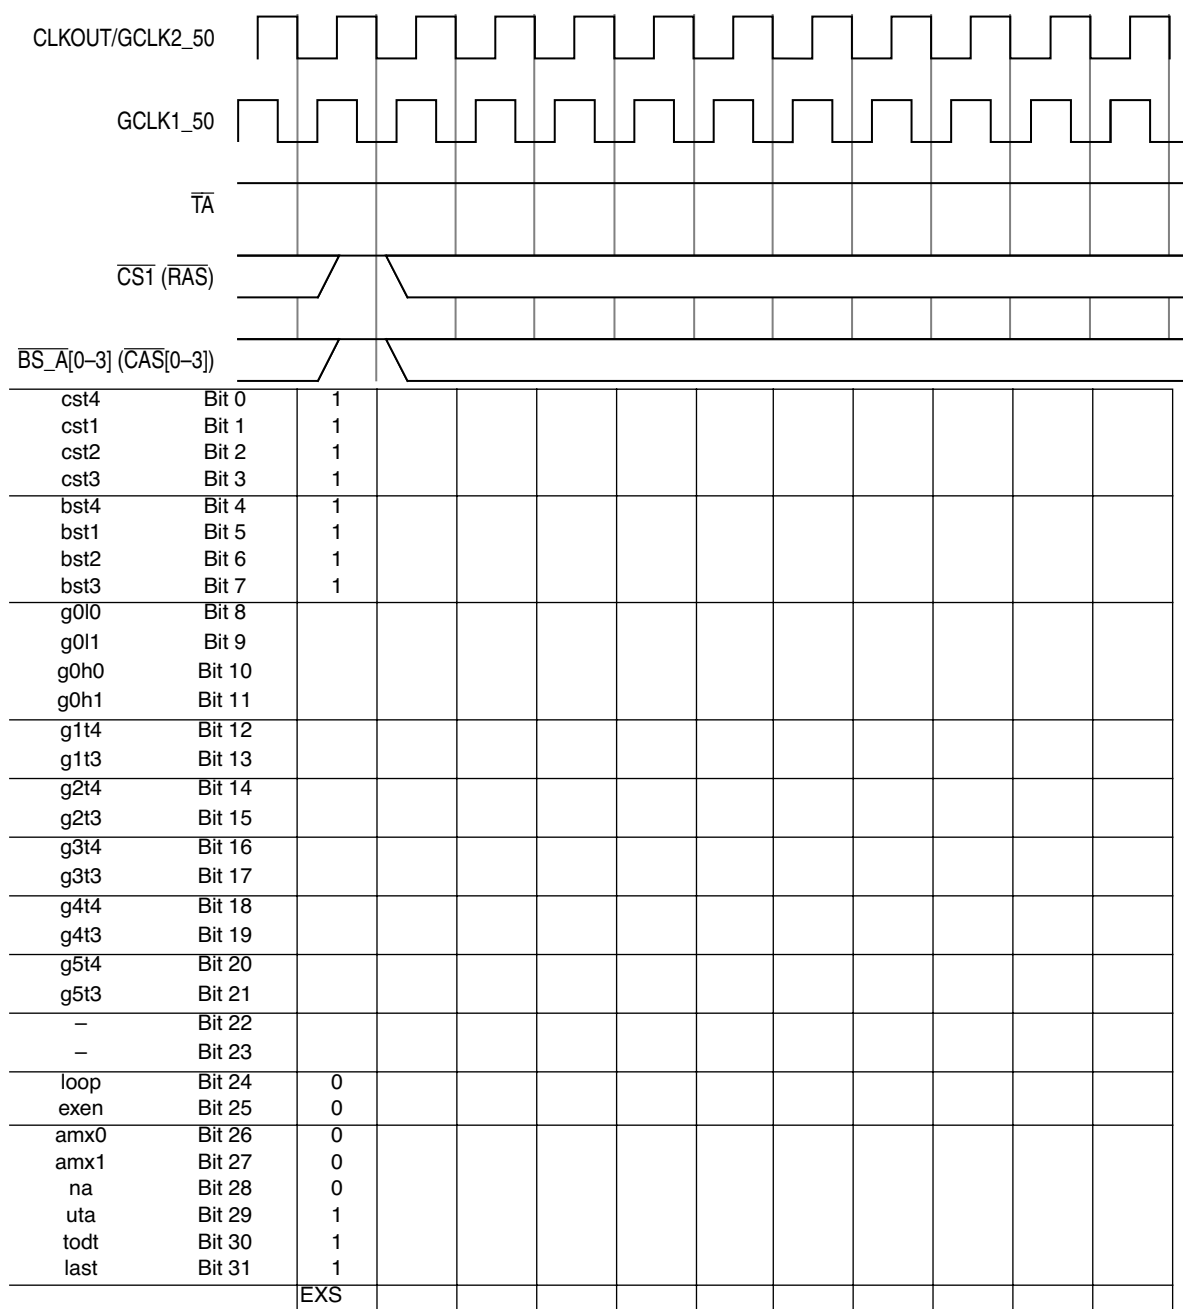 CLKOUT/GCLK2_50
GCLK1_50
TA
CS1 (RAS)
BS_A[0–3] (CAS[0–3])
cst4 Bit 0 1
cst1 Bit 1 1
cst2 Bit 2 1
cst3 Bit 3 1
bst4 Bit 4 1
bst1 Bit 5 1
bst2 Bit 6 1
bst3 Bit 7 1
g0l0 Bit 8
g0l1 Bit 9
g0h0 Bit 10
g0h1 Bit 11
g1t4 Bit 12
g1t3 Bit 13
g2t4 Bit 14
g2t3 Bit 15
g3t4 Bit 16
g3t3 Bit 17
g4t4 Bit 18
g4t3 Bit 19
g5t4 Bit 20
g5t3 Bit 21
– Bit 22
– Bit 23
loop Bit 24 0
exen Bit 25 0
amx0 Bit 26 0
amx1 Bit 27 0
na Bit 28 0
uta Bit 29 1
todt Bit 30 1
last Bit 31 1
EXS